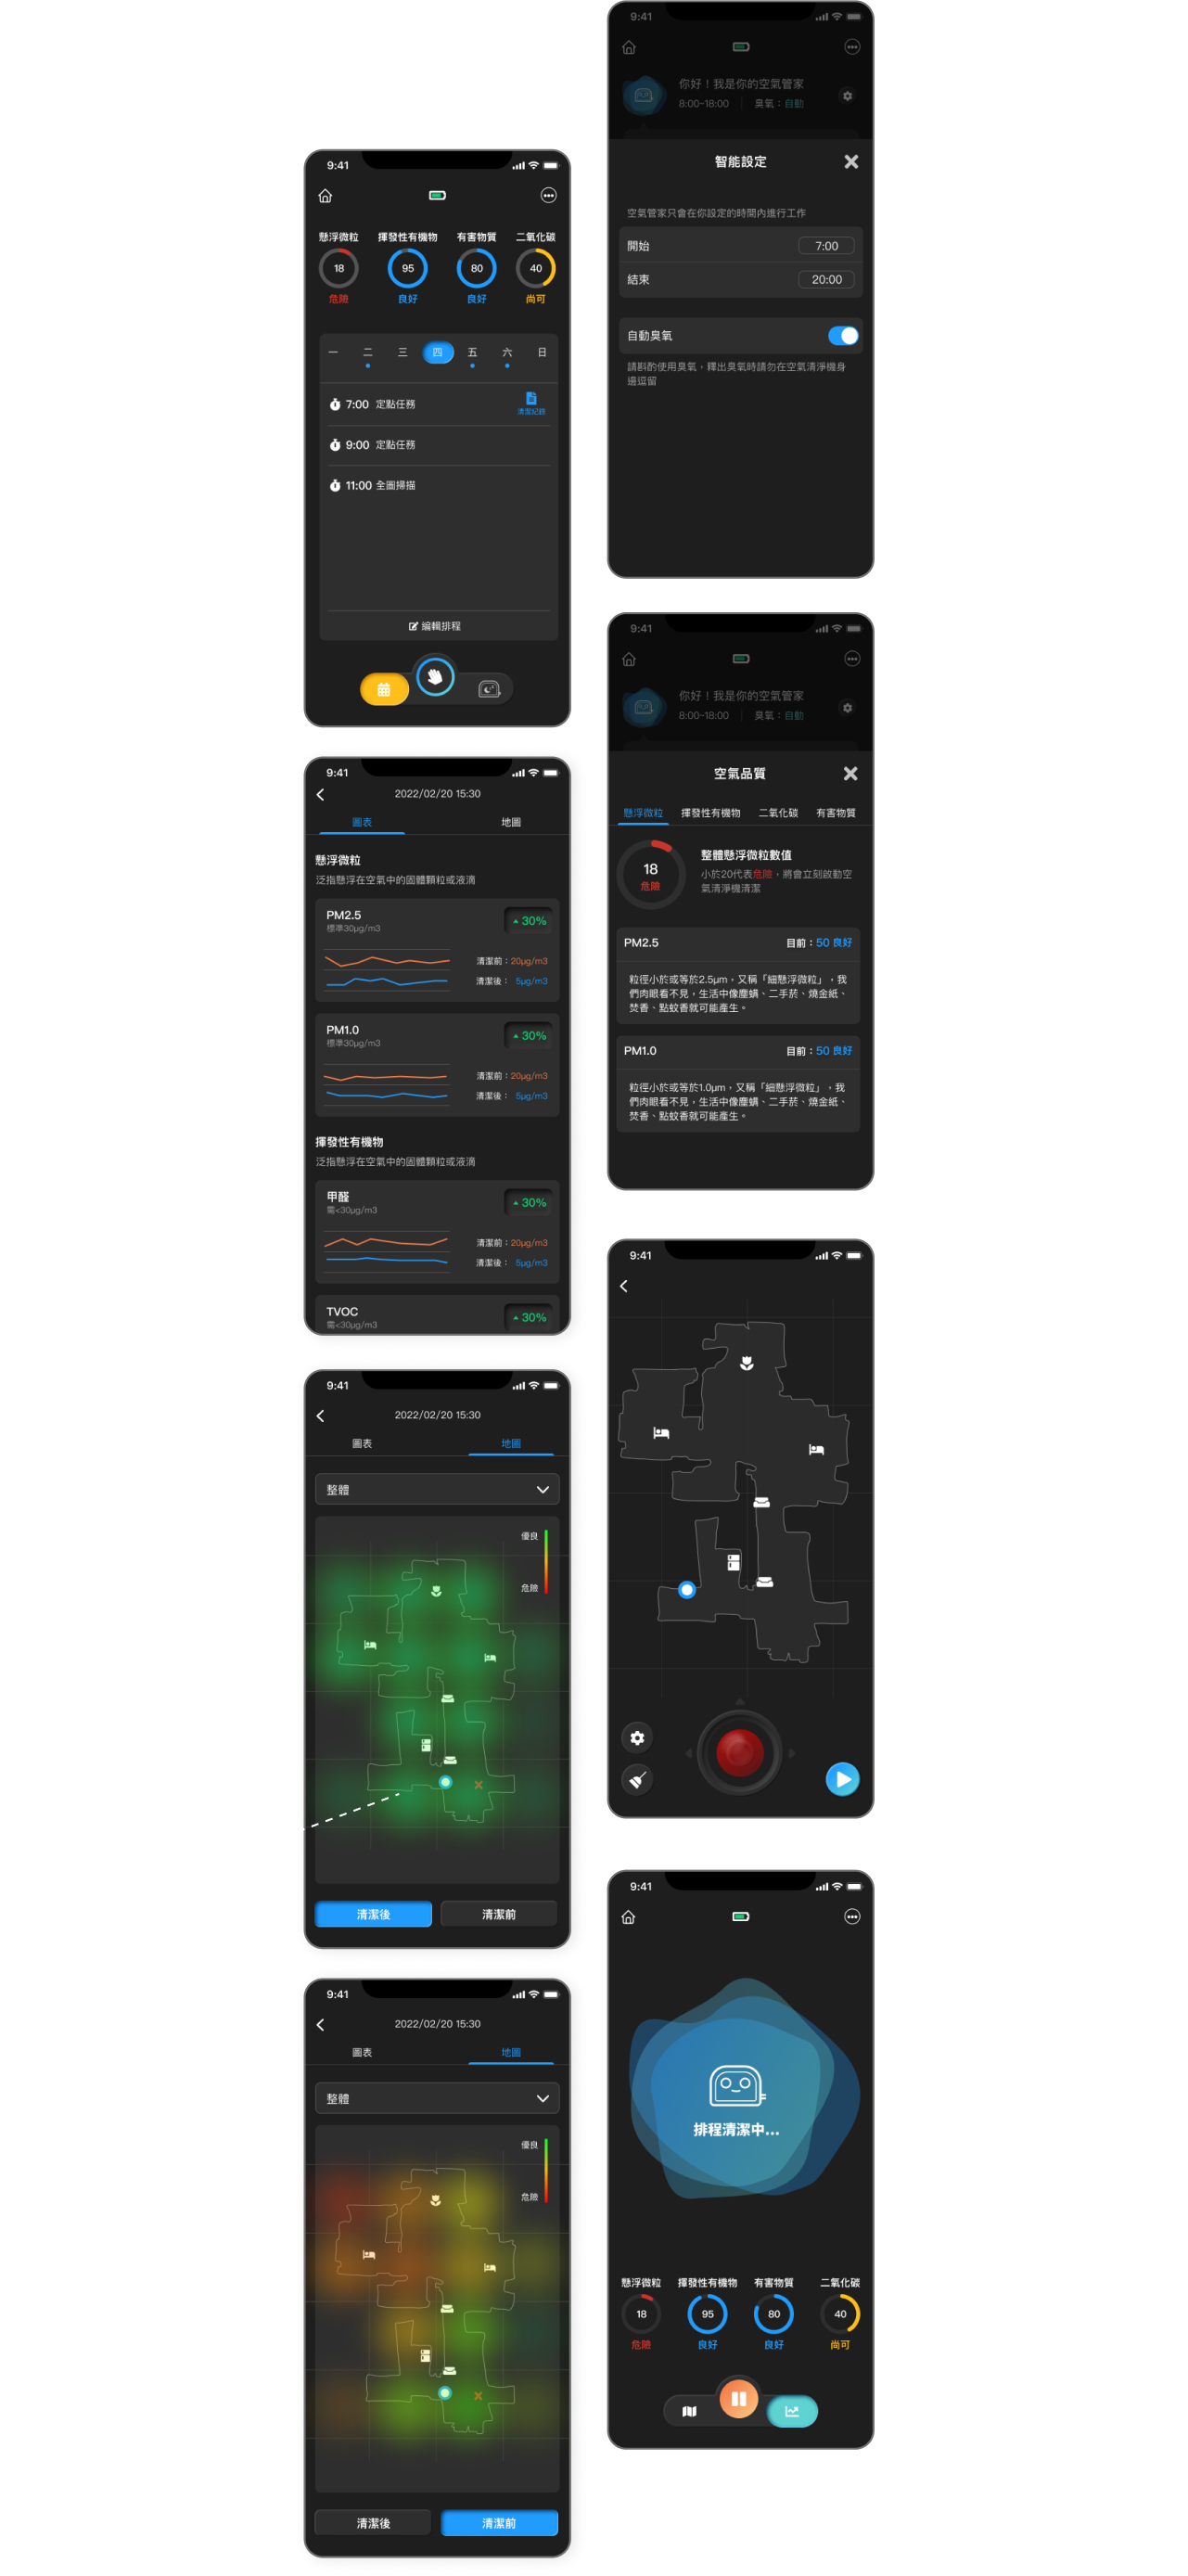 9:41
懸浮微粒 揮發性有機物 有害物質 二氧化碳
18 95 80 40
危險 良好 良好 尚可
一 二 三 四 五 六 日
7:00 定點任務 清潔紀錄
9:00 定點任務
11:00 全圖掃描
編輯排程
9:41
2022/02/20 15:30
圖表 地圖
懸浮微粒
泛指懸浮在空氣中的固體顆粒或液滴
PM2.5
30%
標準30μg/m3
清潔前：20μg/m3
清潔後： 5μg/m3
PM1.0
30%
標準30μg/m3
清潔前：20μg/m3
清潔後： 5μg/m3
揮發性有機物
泛指懸浮在空氣中的固體顆粒或液滴
甲醛
30%
需<30μg/m3
清潔前：20μg/m3
清潔後： 5μg/m3
TVOC
30%
需<30μg/m3
9:41
2022/02/20 15:30
圖表 地圖
整體
優良
危險
清潔後 清潔前
9:41
2022/02/20 15:30
圖表 地圖
整體
優良
危險
清潔後 清潔前
9:41
你好！我是你的空氣管家
8:00-18:00 臭氧：自動
智能設定
空氣管家只會在你設定的時間內進行工作
開始 7:00
結束 20:00
自動臭氧
請斟酌使用臭氧，釋出臭氧時請勿在空氣清淨機身
邊逗留
9:41
你好！我是你的空氣管家
8:00-18:00 臭氧：自動
空氣品質
懸浮微粒 揮發性有機物 二氧化碳 有害物質
18
危險
整體懸浮微粒數值
小於20代表危險，將會立刻啟動空
氣清淨機清潔
PM2.5 目前：50 良好
粒徑小於或等於2.5μm，又稱「細懸浮微粒」，我
們肉眼看不見，生活中像塵蟎、二手菸、燒金紙、
焚香、點蚊香就可能產生。
PM1.0 目前：50 良好
粒徑小於或等於1.0μm，又稱「細懸浮微粒」，我
們肉眼看不見，生活中像塵蟎、二手菸、燒金紙、
焚香、點蚊香就可能產生。
9:41
9:41
排程清潔中...
懸浮微粒 揮發性有機物 有害物質 二氧化碳
18 95 80 40
危險 良好 良好 尚可